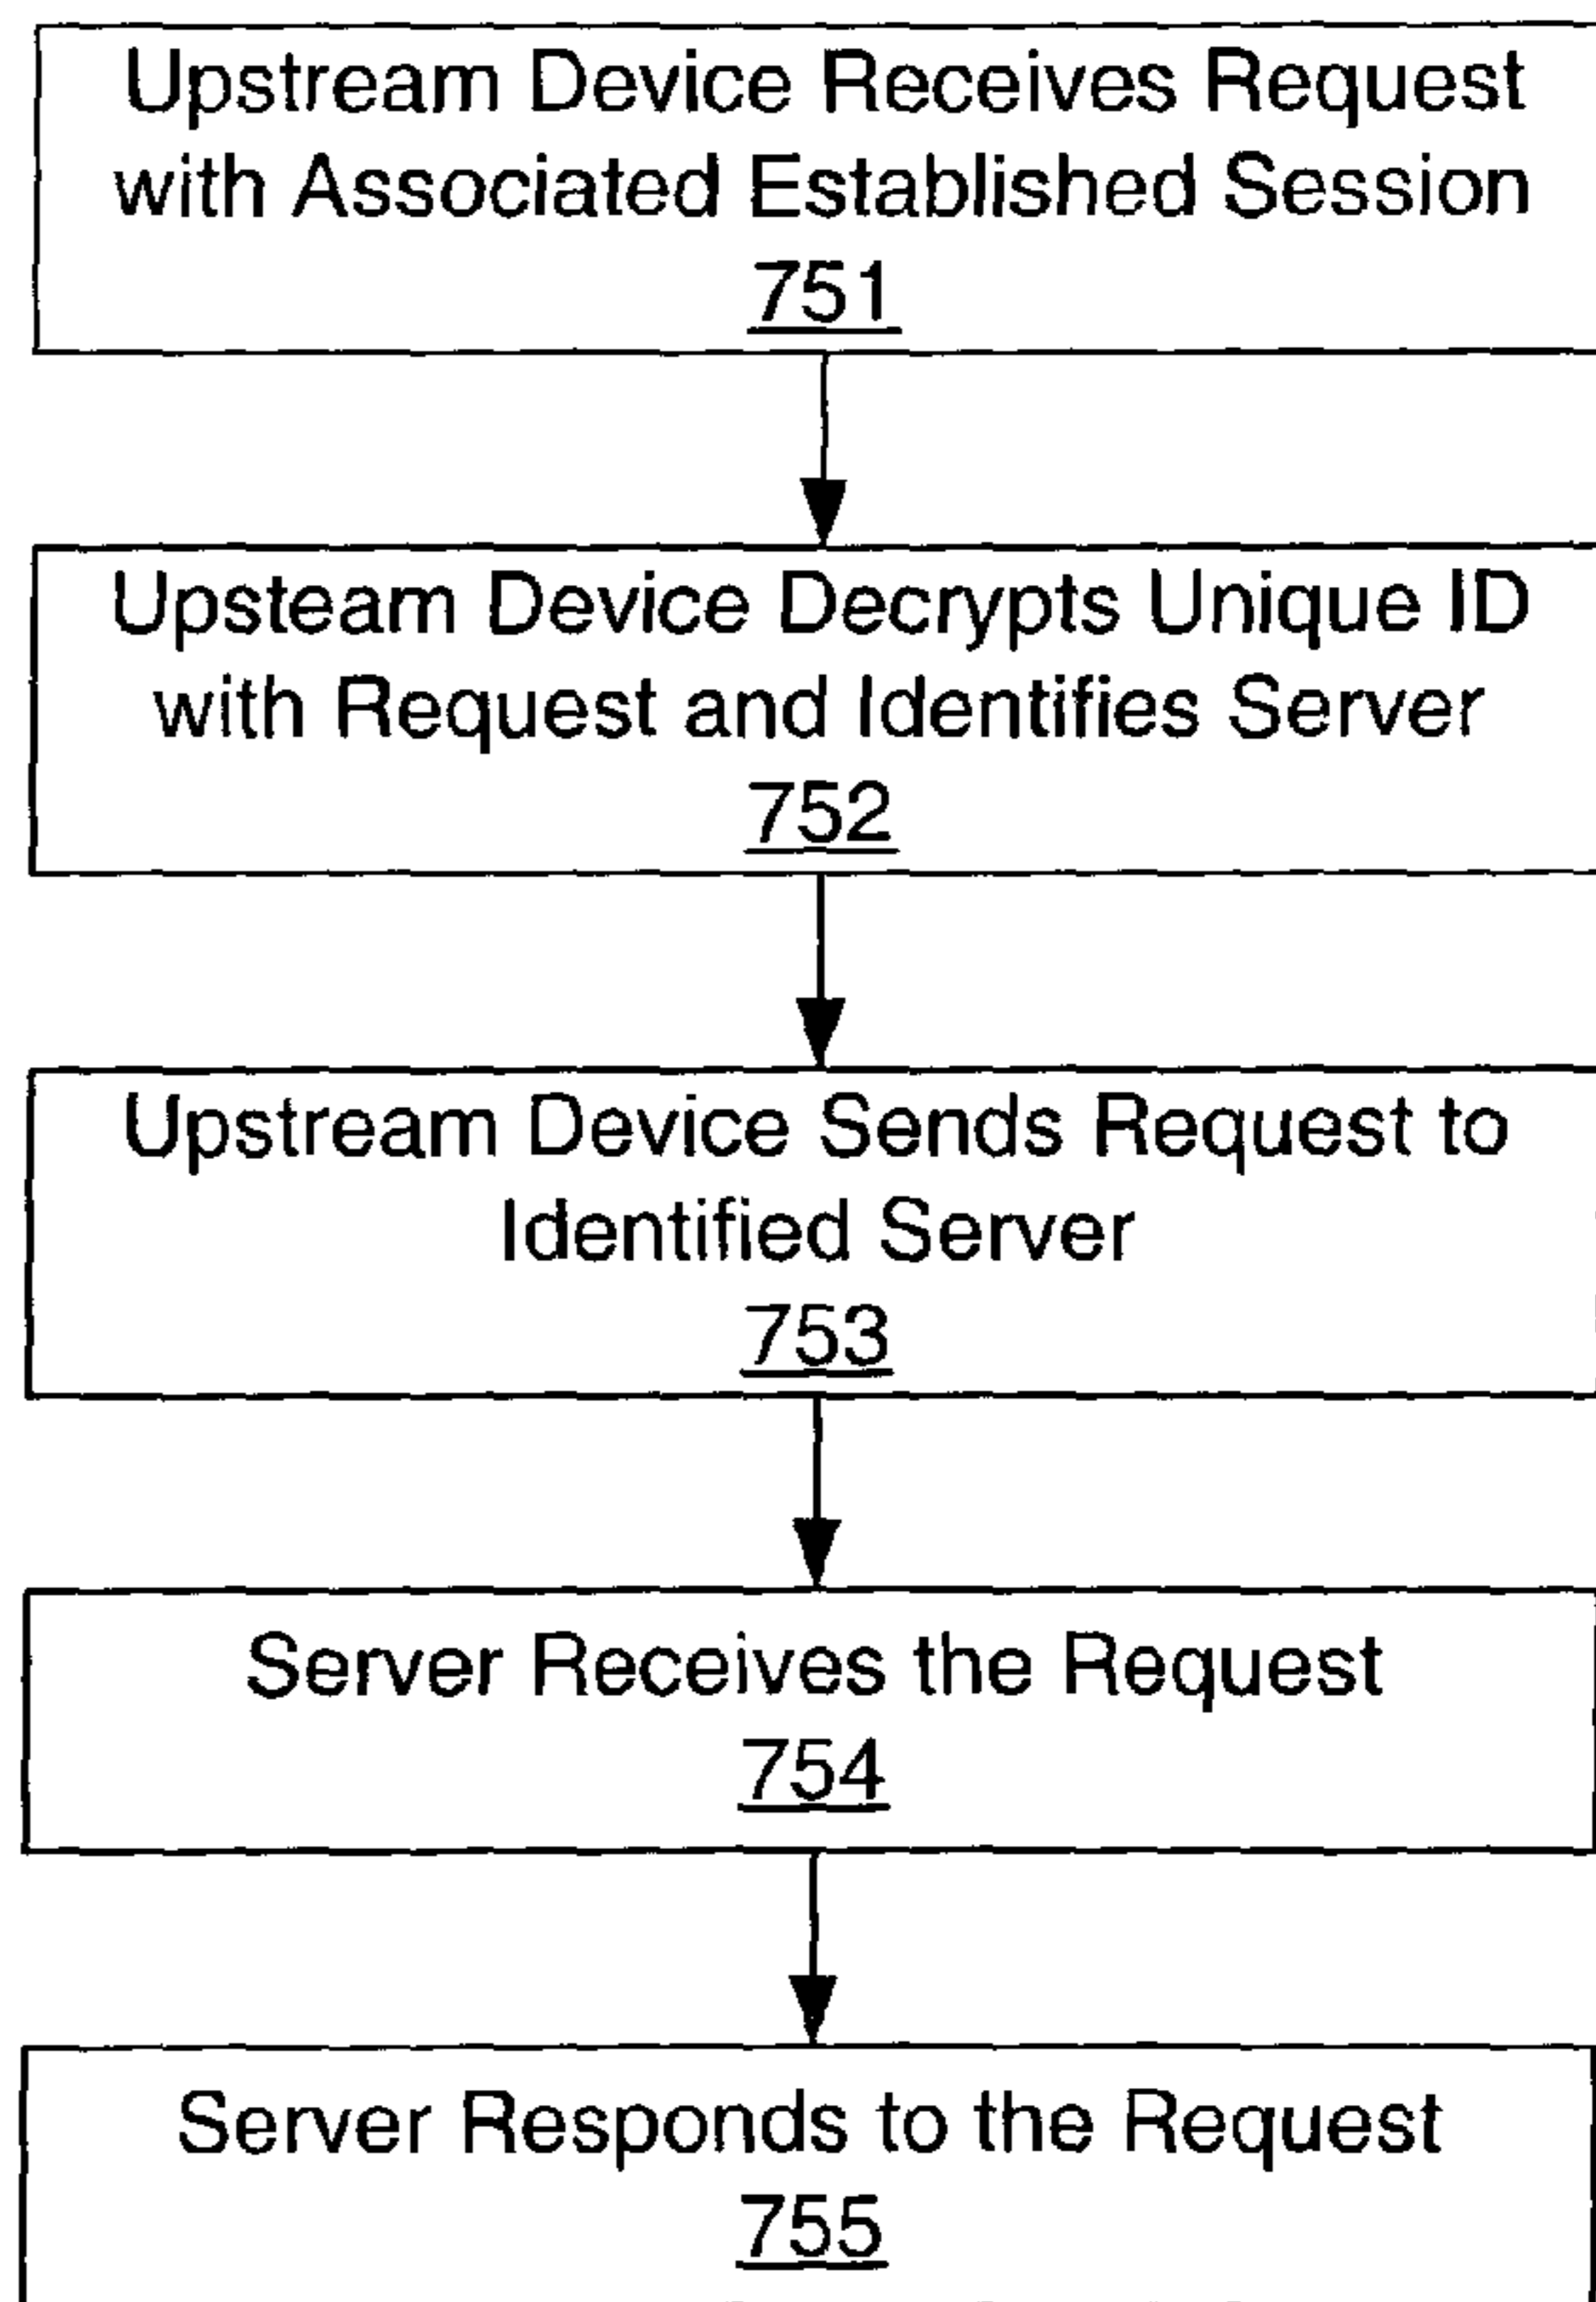 Upstream Device Receives Request
with Associated Established Session
751
Upsteam Device Decrypts Unique ID
with Request and Identifies Server
752
Upstream Device Sends Request to
Identified Server
753
Server Receives the Request
754
Server Responds to the Request
755